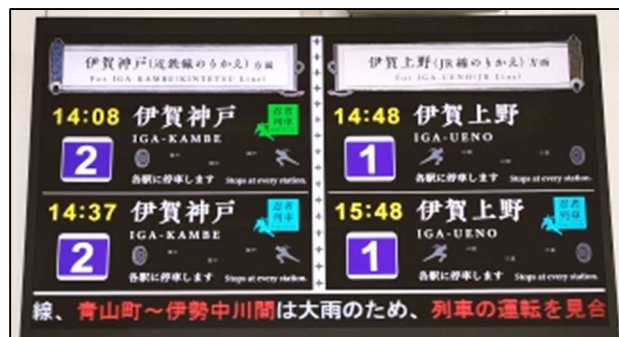 伊賀神戸(近鉄線のりかえ)方面
For IGA-KAMBE(KINTETSU Line)
14:08 伊賀神戸 忍者列車
IGA-KAMBE
2
各駅に停車します Stops at every station.
14:37 伊賀神戸 忍者列車
IGA-KAMBE
2
各駅に停車します Stops at every station.
伊賀上野(JR線のりかえ)方面
for IGA-UENO(JR Line)
14:48 伊賀上野
IGA-UENO
1
各駅に停車します Stops at every station.
15:48 伊賀上野 忍者列車
IGA-UENO
1
各駅に停車します Stops at every station.
線、青山町～伊勢中川間は大雨のため、列車の運転を見合